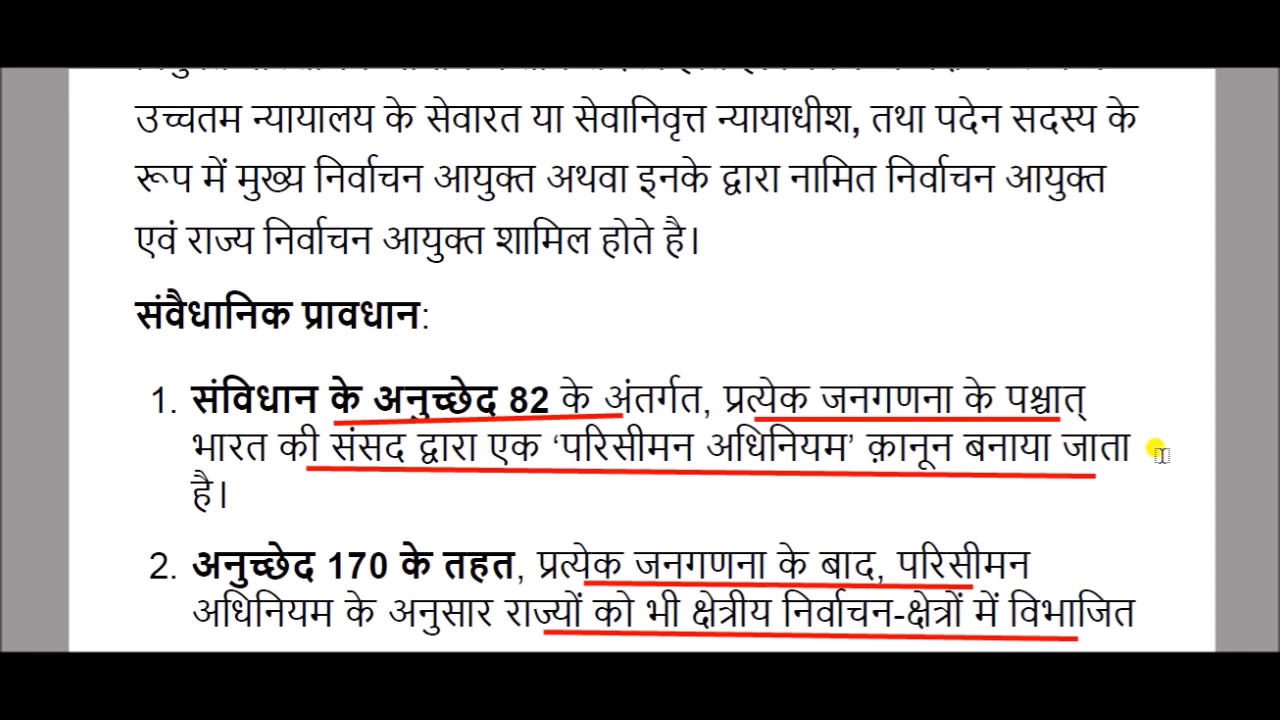 उच्चतम न्यायालय के सेवारत या सेवानिवृत्त न्यायाधीश, तथा पदेन सदस्य के
रूप में मुख्य निर्वाचन आयुक्त अथवा इनके द्वारा नामित निर्वाचन आयुक्त
एवं राज्य निर्वाचन आयुक्त शामिल होते है।
संवैधानिक प्रावधान:
1. संविधान के अनुच्छेद 82 के अंतर्गत, प्रत्येक जनगणना के पश्चात्
भारत की संसद द्वारा एक ‘परिसीमन अधिनियम’ क़ानून बनाया जाता
है।
2. अनुच्छेद 170 के तहत, प्रत्येक जनगणना के बाद, परिसीमन
अधिनियम के अनुसार राज्यों को भी क्षेत्रीय निर्वाचन-क्षेत्रों में विभाजित